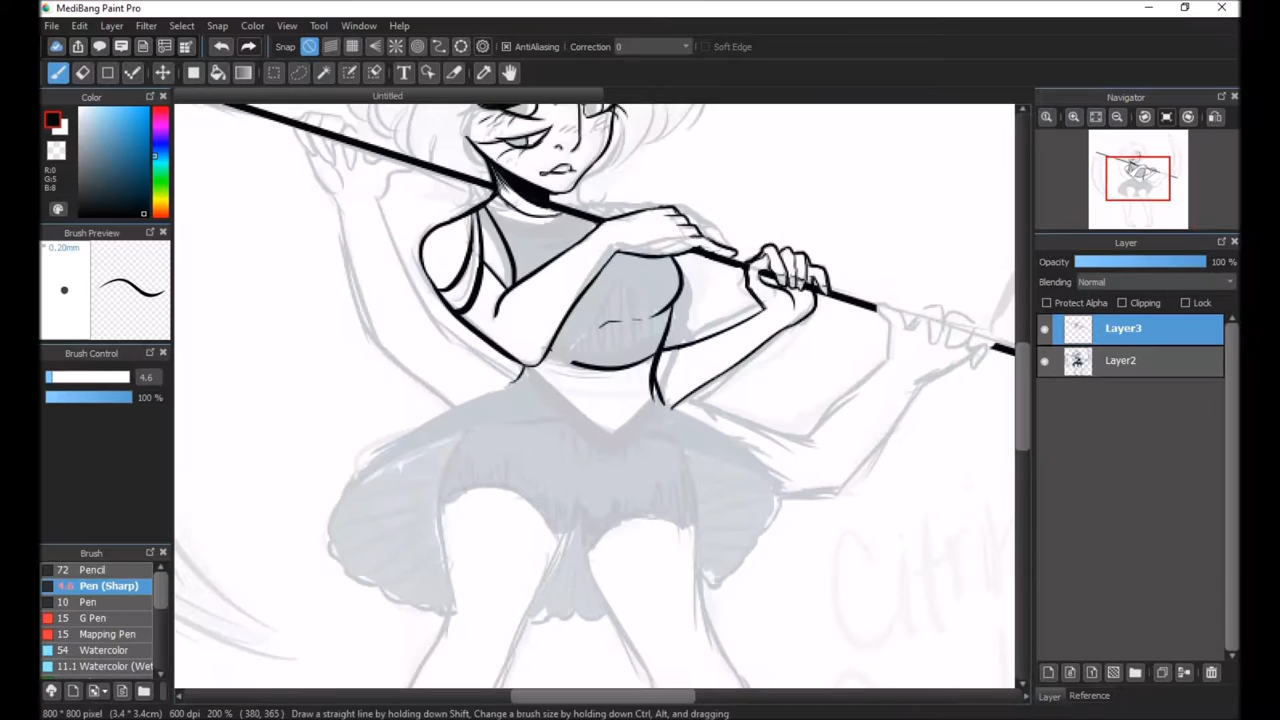 MediBang Paint Pro
File Edit Layer Filter Select Snap Color View Tool Window Help
Snap AntiAliasing Correction 0 Soft Edge
T
Untitled
Color
R:0
G:5
B:8
Brush Preview
* 0.20mm
Brush Control
4.6
100 %
Brush
72 Pencil
4.6 Pen (Sharp)
10 Pen
15 G Pen
15 Mapping Pen
54 Watercolor
11.1 Watercolor (Wet
Navigator
Layer
Opacity 100 %
Blending Normal
Protect Alpha Clipping Lock
Layer3
Layer2
Layer Reference
800 * 800 pixel (3.4 * 3.4cm) 600 dpi 200 % (380, 365) Draw a straight line by holding down Shift, Change a brush size by holding down Ctrl, Alt, and dragging